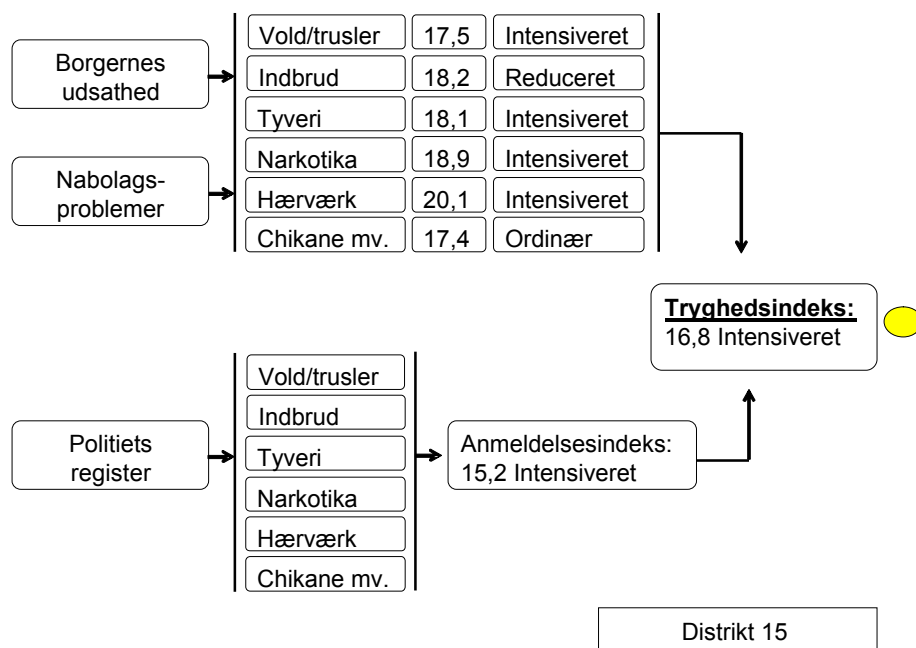 Borgernes
udsathed
Nabolags-
problemer
Vold/trusler 17,5 Intensiveret
Indbrud 18,2 Reduceret
Tyveri 18,1 Intensiveret
Narkotika 18,9 Intensiveret
Hærværk 20,1 Intensiveret
Chikane mv. 17,4 Ordinær
Tryghedsindeks:
16,8 Intensiveret
Politiets
register
Vold/trusler
Indbrud
Tyveri
Narkotika
Hærværk
Chikane mv.
Anmeldelsesindeks:
15,2 Intensiveret
Distrikt 15